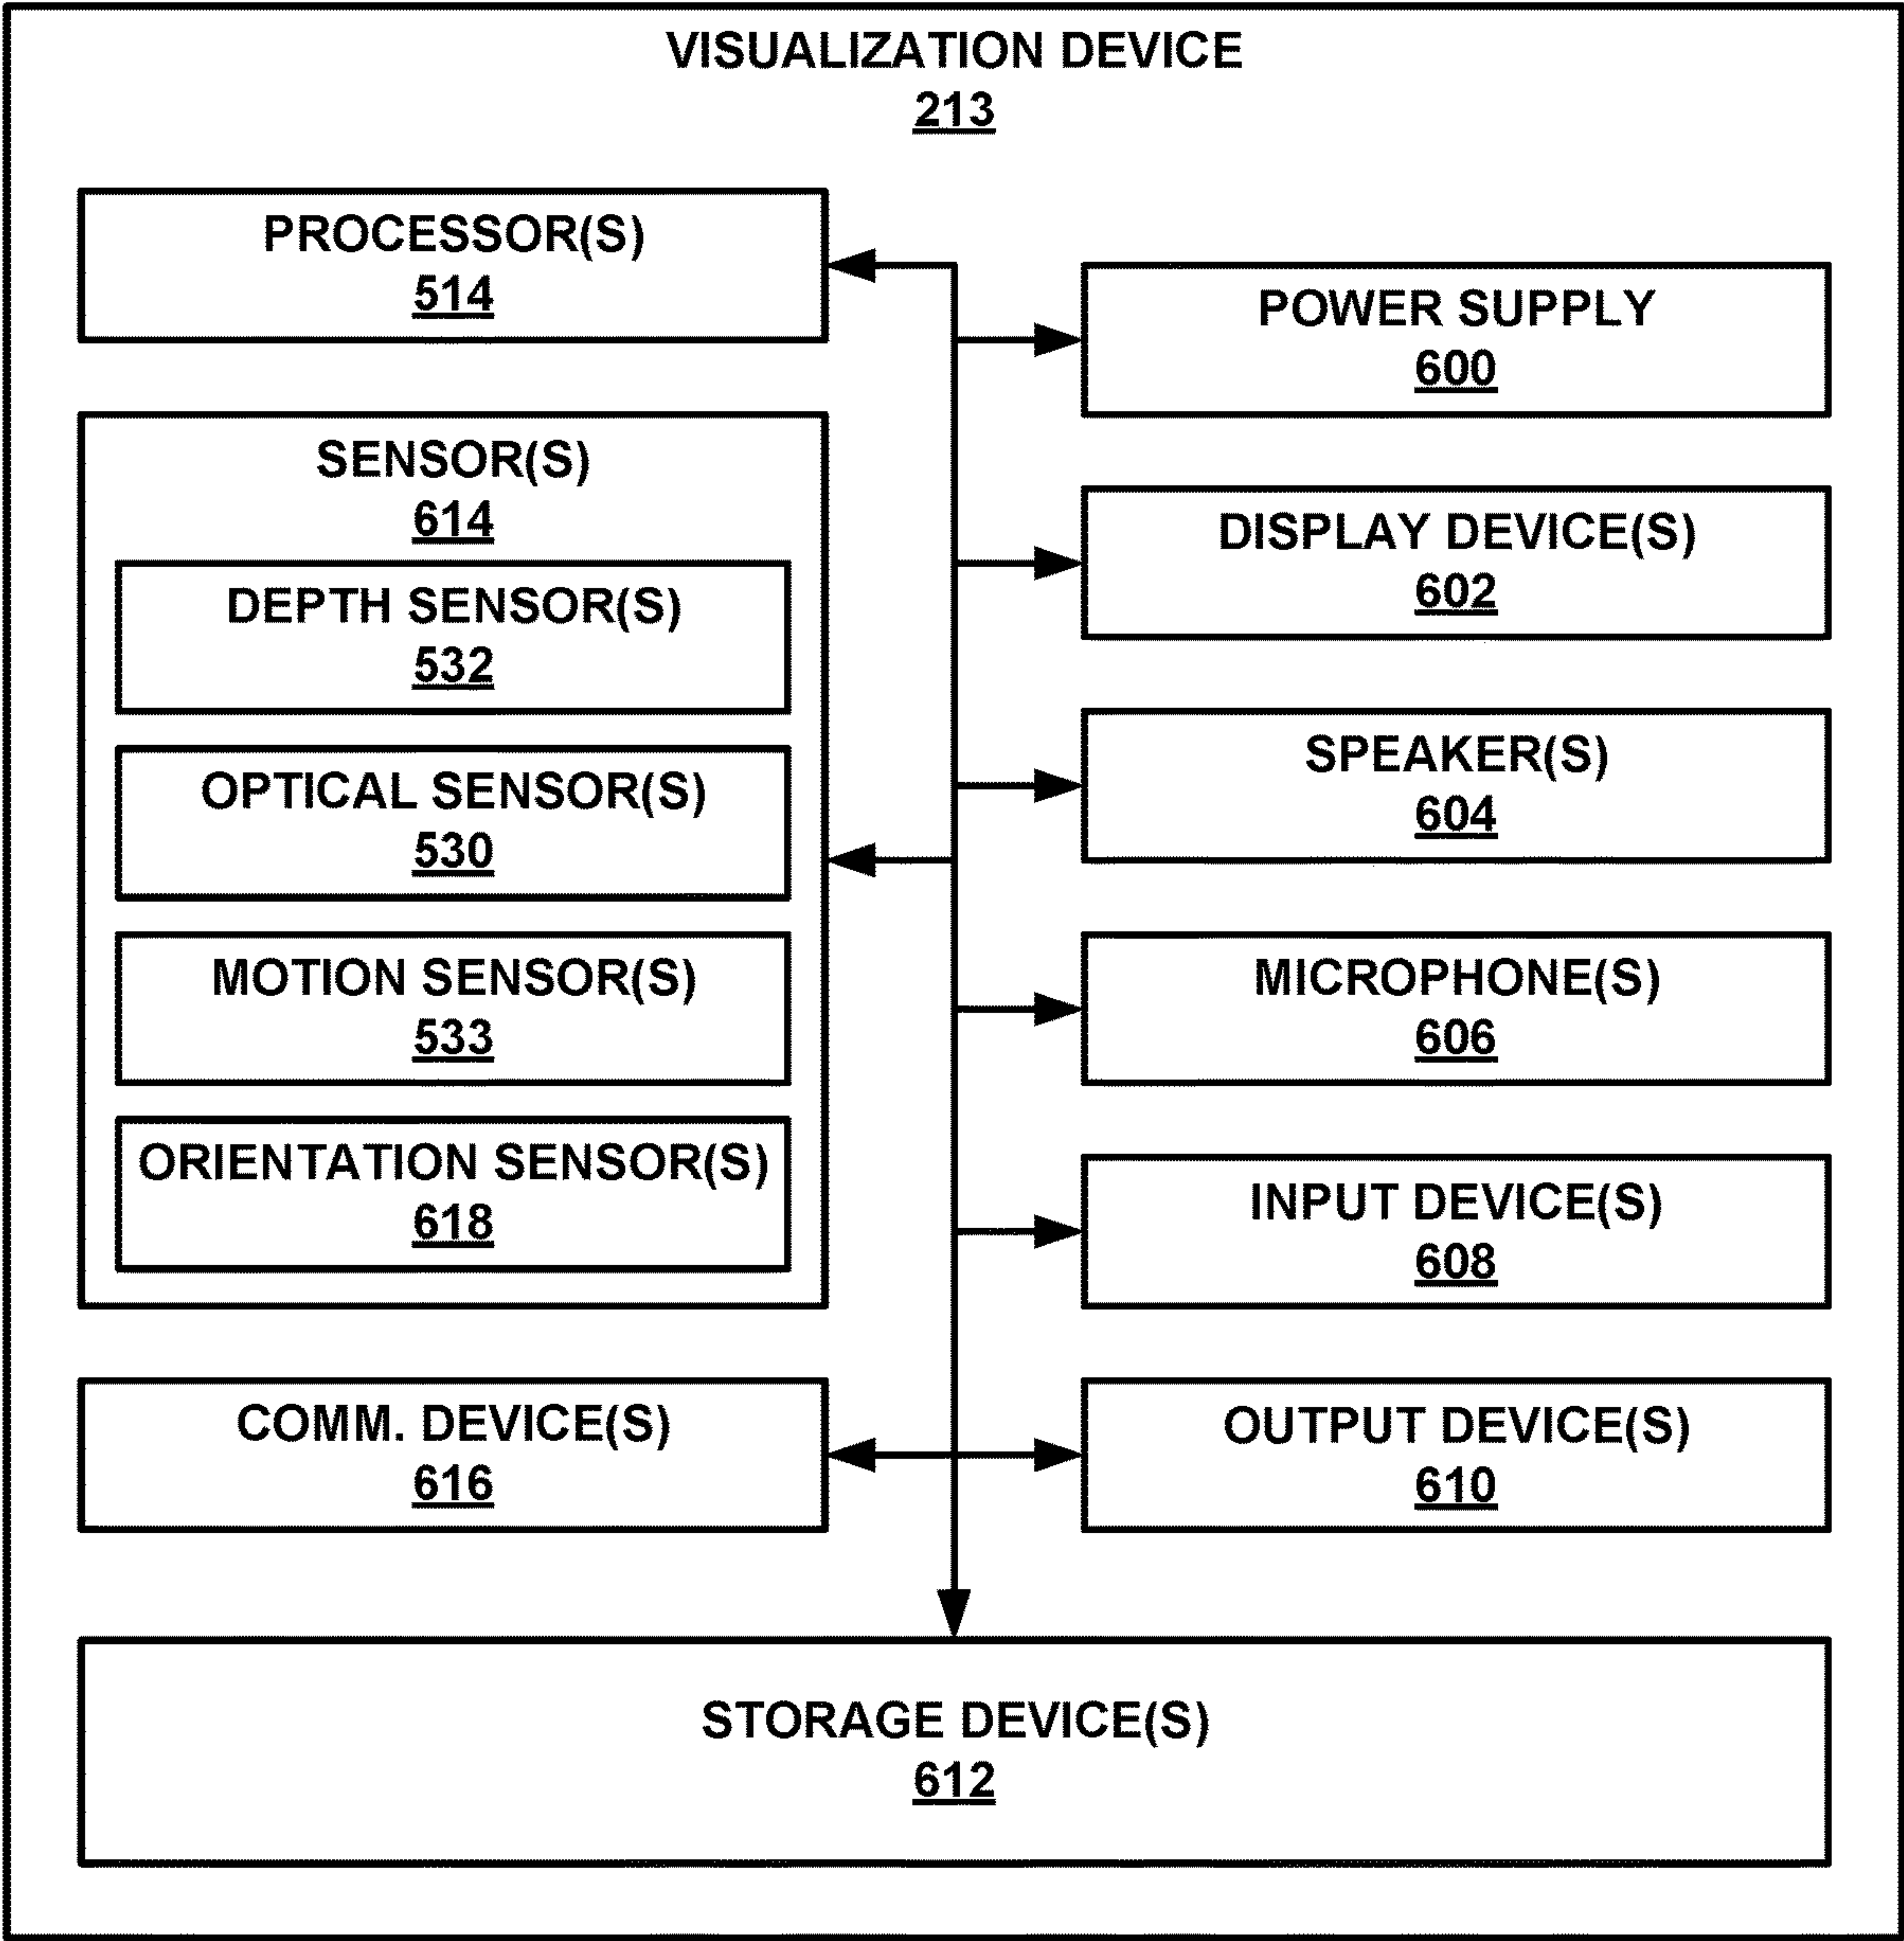 VISUALIZATION DEVICE
213
PROCESSOR(S)
514
SENSOR(S)
614
DEPTH SENSOR(S)
532
OPTICAL SENSOR(S)
530
MOTION SENSOR(S)
533
ORIENTATION SENSOR(S)
618
COMM. DEVICE(S)
616
POWER SUPPLY
600
DISPLAY DEVICE(S)
602
SPEAKER(S)
604
MICROPHONE(S)
606
INPUT DEVICE(S)
608
OUTPUT DEVICE(S)
610
STORAGE DEVICE(S)
612